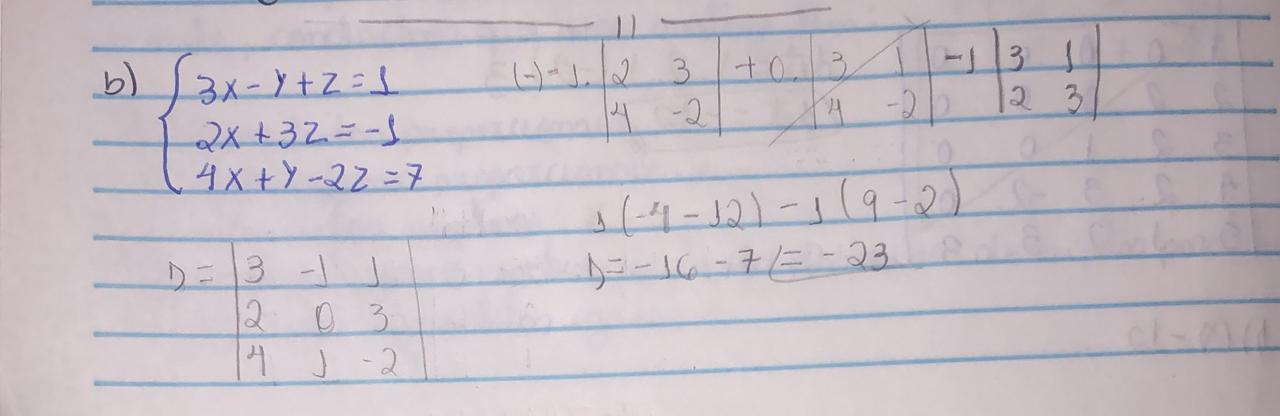 b) { 3x - y + z = 1
2x + 3z = -1
4x + y - 2z = 7
(-) - 1. | 2 3 | + 0. | 3 1 | - 1 | 3 1 |
| 4 -2 | | 4 -2 | | 2 3 |
1 (-4 - 12) - 1 (9 - 2)
D = -16 - 7 = -23
D = | 3 -1 1 |
| 2 0 3 |
| 4 1 -2 |